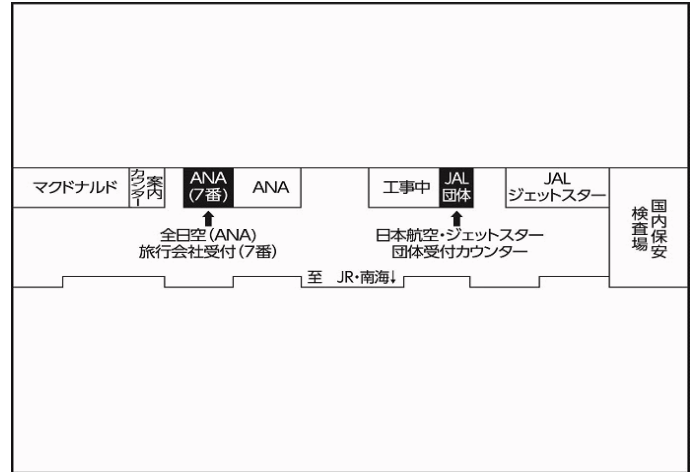 マクドナルド
案内
カウンター
ANA
(7番)
ANA
工事中
JAL
団体
JAL
ジェットスター
国内保安
検査場
全日空(ANA)
旅行会社受付(7番)
日本航空・ジェットスター
団体受付カウンター
至 JR・南海↓